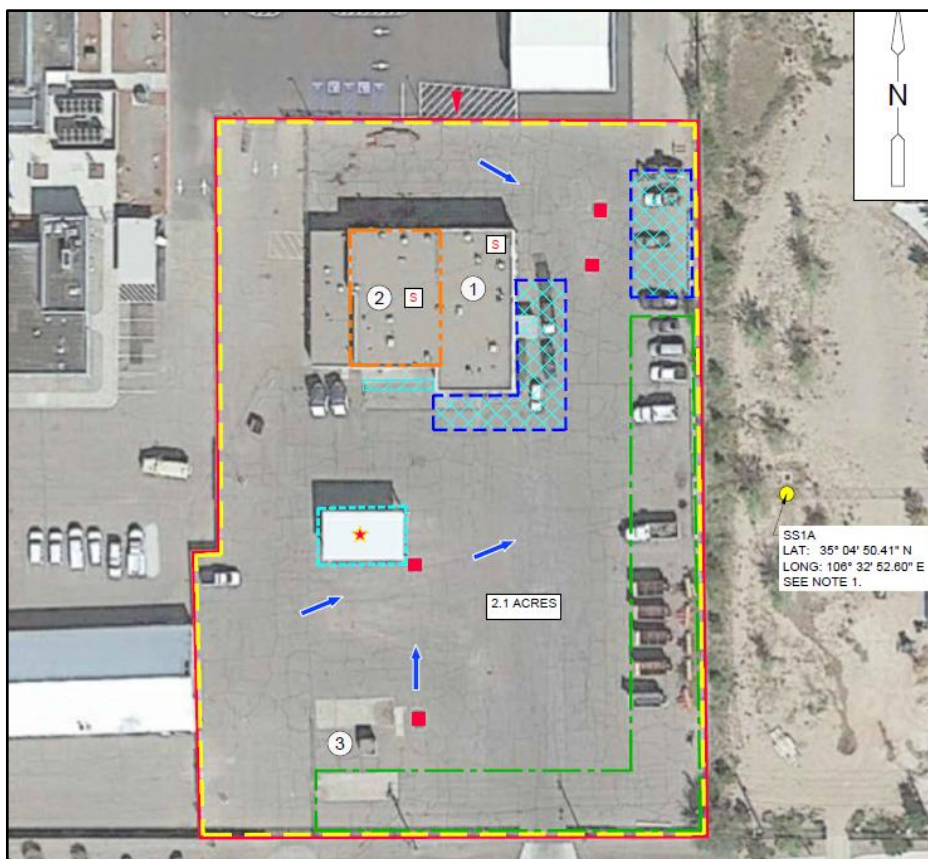 N
S
1
2
S
SS1A
LAT: 35° 04' 50.41" N
LONG: 106° 32' 52.60" E
SEE NOTE 1.
2.1 ACRES
3